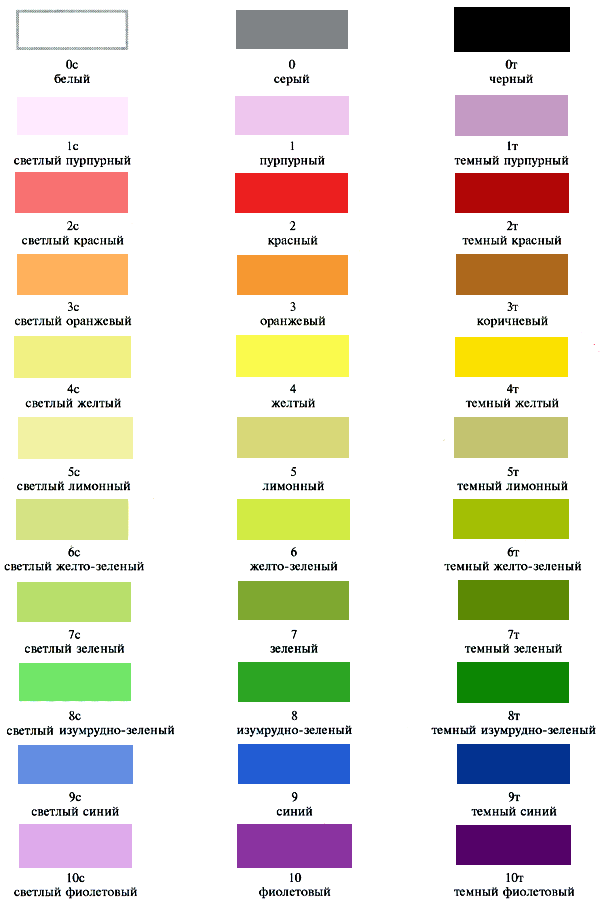 0с 0 0т
белый серый черный
1с 1 1т
светлый пурпурный пурпурный темный пурпурный
2с 2 2т
светлый красный красный темный красный
3с 3 3т
светлый оранжевый оранжевый коричневый
4с 4 4т
светлый желтый желтый темный желтый
5с 5 5т
светлый лимонный лимонный темный лимонный
6с 6 6т
светлый желто-зеленый желто-зеленый темный желто-зеленый
7с 7 7т
светлый зеленый зеленый темный зеленый
8с 8 8т
светлый изумрудно-зеленый изумрудно-зеленый темный изумрудно-зеленый
9с 9 9т
светлый синий синий темный синий
10с 10 10т
светлый фиолетовый фиолетовый темный фиолетовый